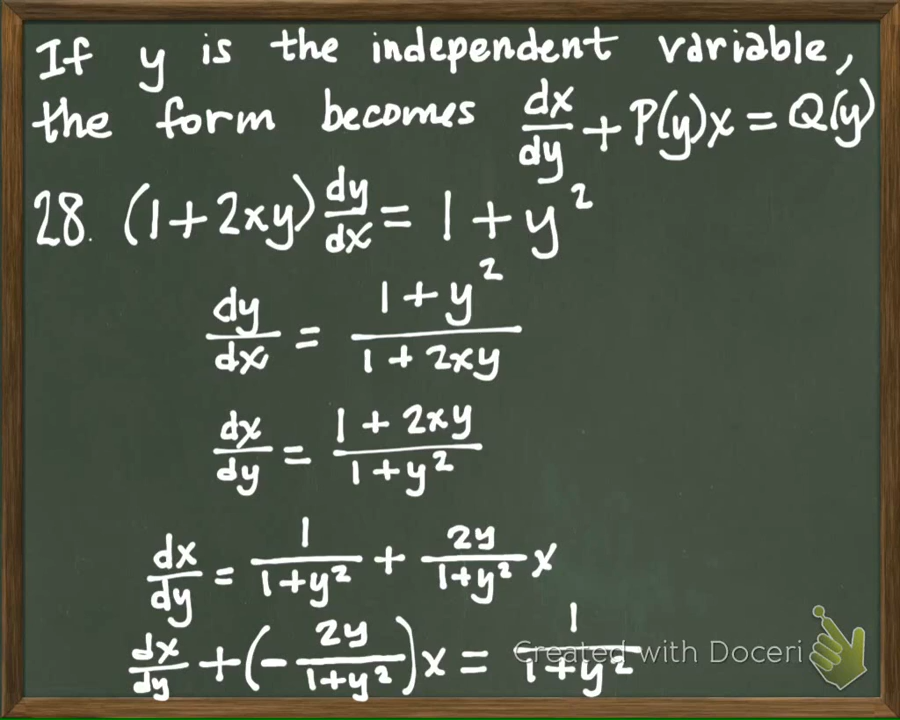 If y is the independent variable,
the form becomes dx/dy + P(y)x = Q(y)
28. (1+2xy) dy/dx = 1 + y²
dy/dx = (1+y²)/(1+2xy)
dx/dy = (1+2xy)/(1+y²)
dx/dy = 1/(1+y²) + 2y/(1+y²) x
dx/dy + (- 2y/(1+y²)) x = 1/(1+y²)
Created with Doceri